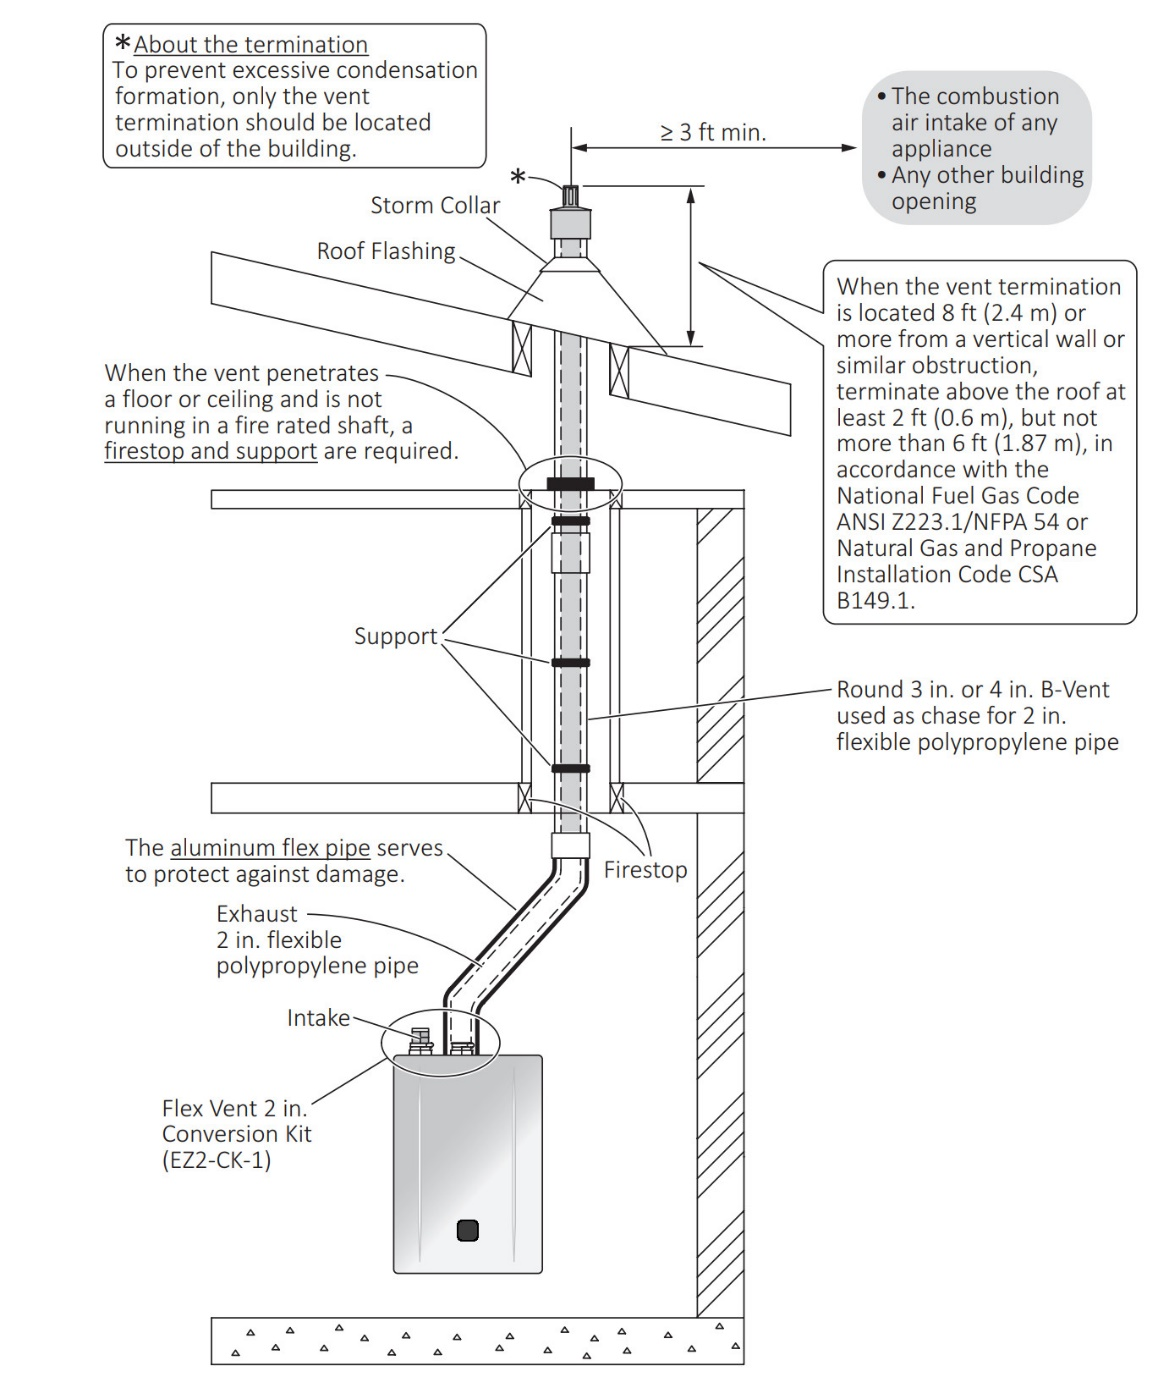 *About the termination
To prevent excessive condensation
formation, only the vent
termination should be located
outside of the building.
≥ 3 ft min.
• The combustion
air intake of any
appliance
• Any other building
opening
*
Storm Collar
Roof Flashing
When the vent termination
is located 8 ft (2.4 m) or
more from a vertical wall or
similar obstruction,
terminate above the roof at
least 2 ft (0.6 m), but not
more than 6 ft (1.87 m), in
accordance with the
National Fuel Gas Code
ANSI Z223.1/NFPA 54 or
Natural Gas and Propane
Installation Code CSA
B149.1.
When the vent penetrates
a floor or ceiling and is not
running in a fire rated shaft, a
firestop and support are required.
Support
Round 3 in. or 4 in. B-Vent
used as chase for 2 in.
flexible polypropylene pipe
The aluminum flex pipe serves
to protect against damage.
Firestop
Exhaust
2 in. flexible
polypropylene pipe
Intake
Flex Vent 2 in.
Conversion Kit
(EZ2-CK-1)